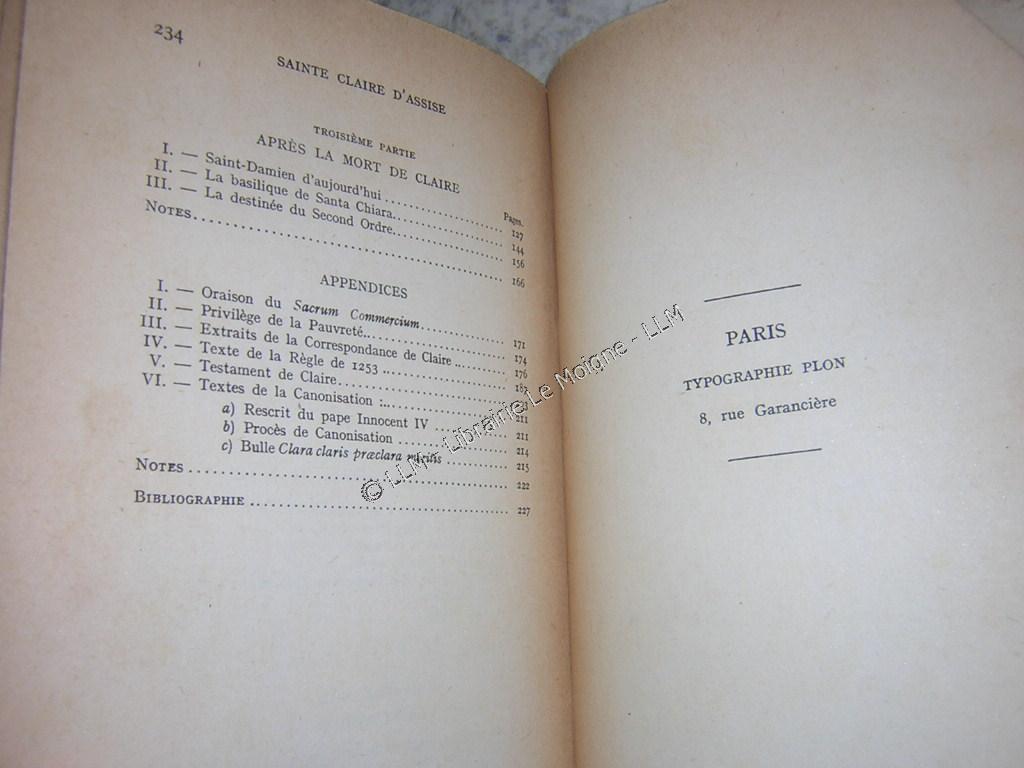 234
SAINTE CLAIRE D'ASSISE
TROISIÈME PARTIE
APRÈS LA MORT DE CLAIRE
Pages.
I. — Saint-Damien d'aujourd'hui ........................ 127
II. — La basilique de Santa Chiara........................ 144
III. — La destinée du Second Ordre........................ 156
NOTES........................ 166
APPENDICES
I. — Oraison du Sacrum Commercium........................ 171
II. — Privilège de la Pauvreté........................ 174
III. — Extraits de la Correspondance de Claire ... 176
IV. — Texte de la Règle de 1253 ........................ 187
V. — Testament de Claire........................
VI. — Textes de la Canonisation :........................ 211
a) Rescrit du pape Innocent IV ............ 211
b) Procès de Canonisation ............ 214
c) Bulle Clara claris præclara meritis ............ 215
NOTES ........................ 222
BIBLIOGRAPHIE ........................ 227
PARIS
TYPOGRAPHIE PLON
8, rue Garancière
© LLM - Librairie Le Moigne - LLM